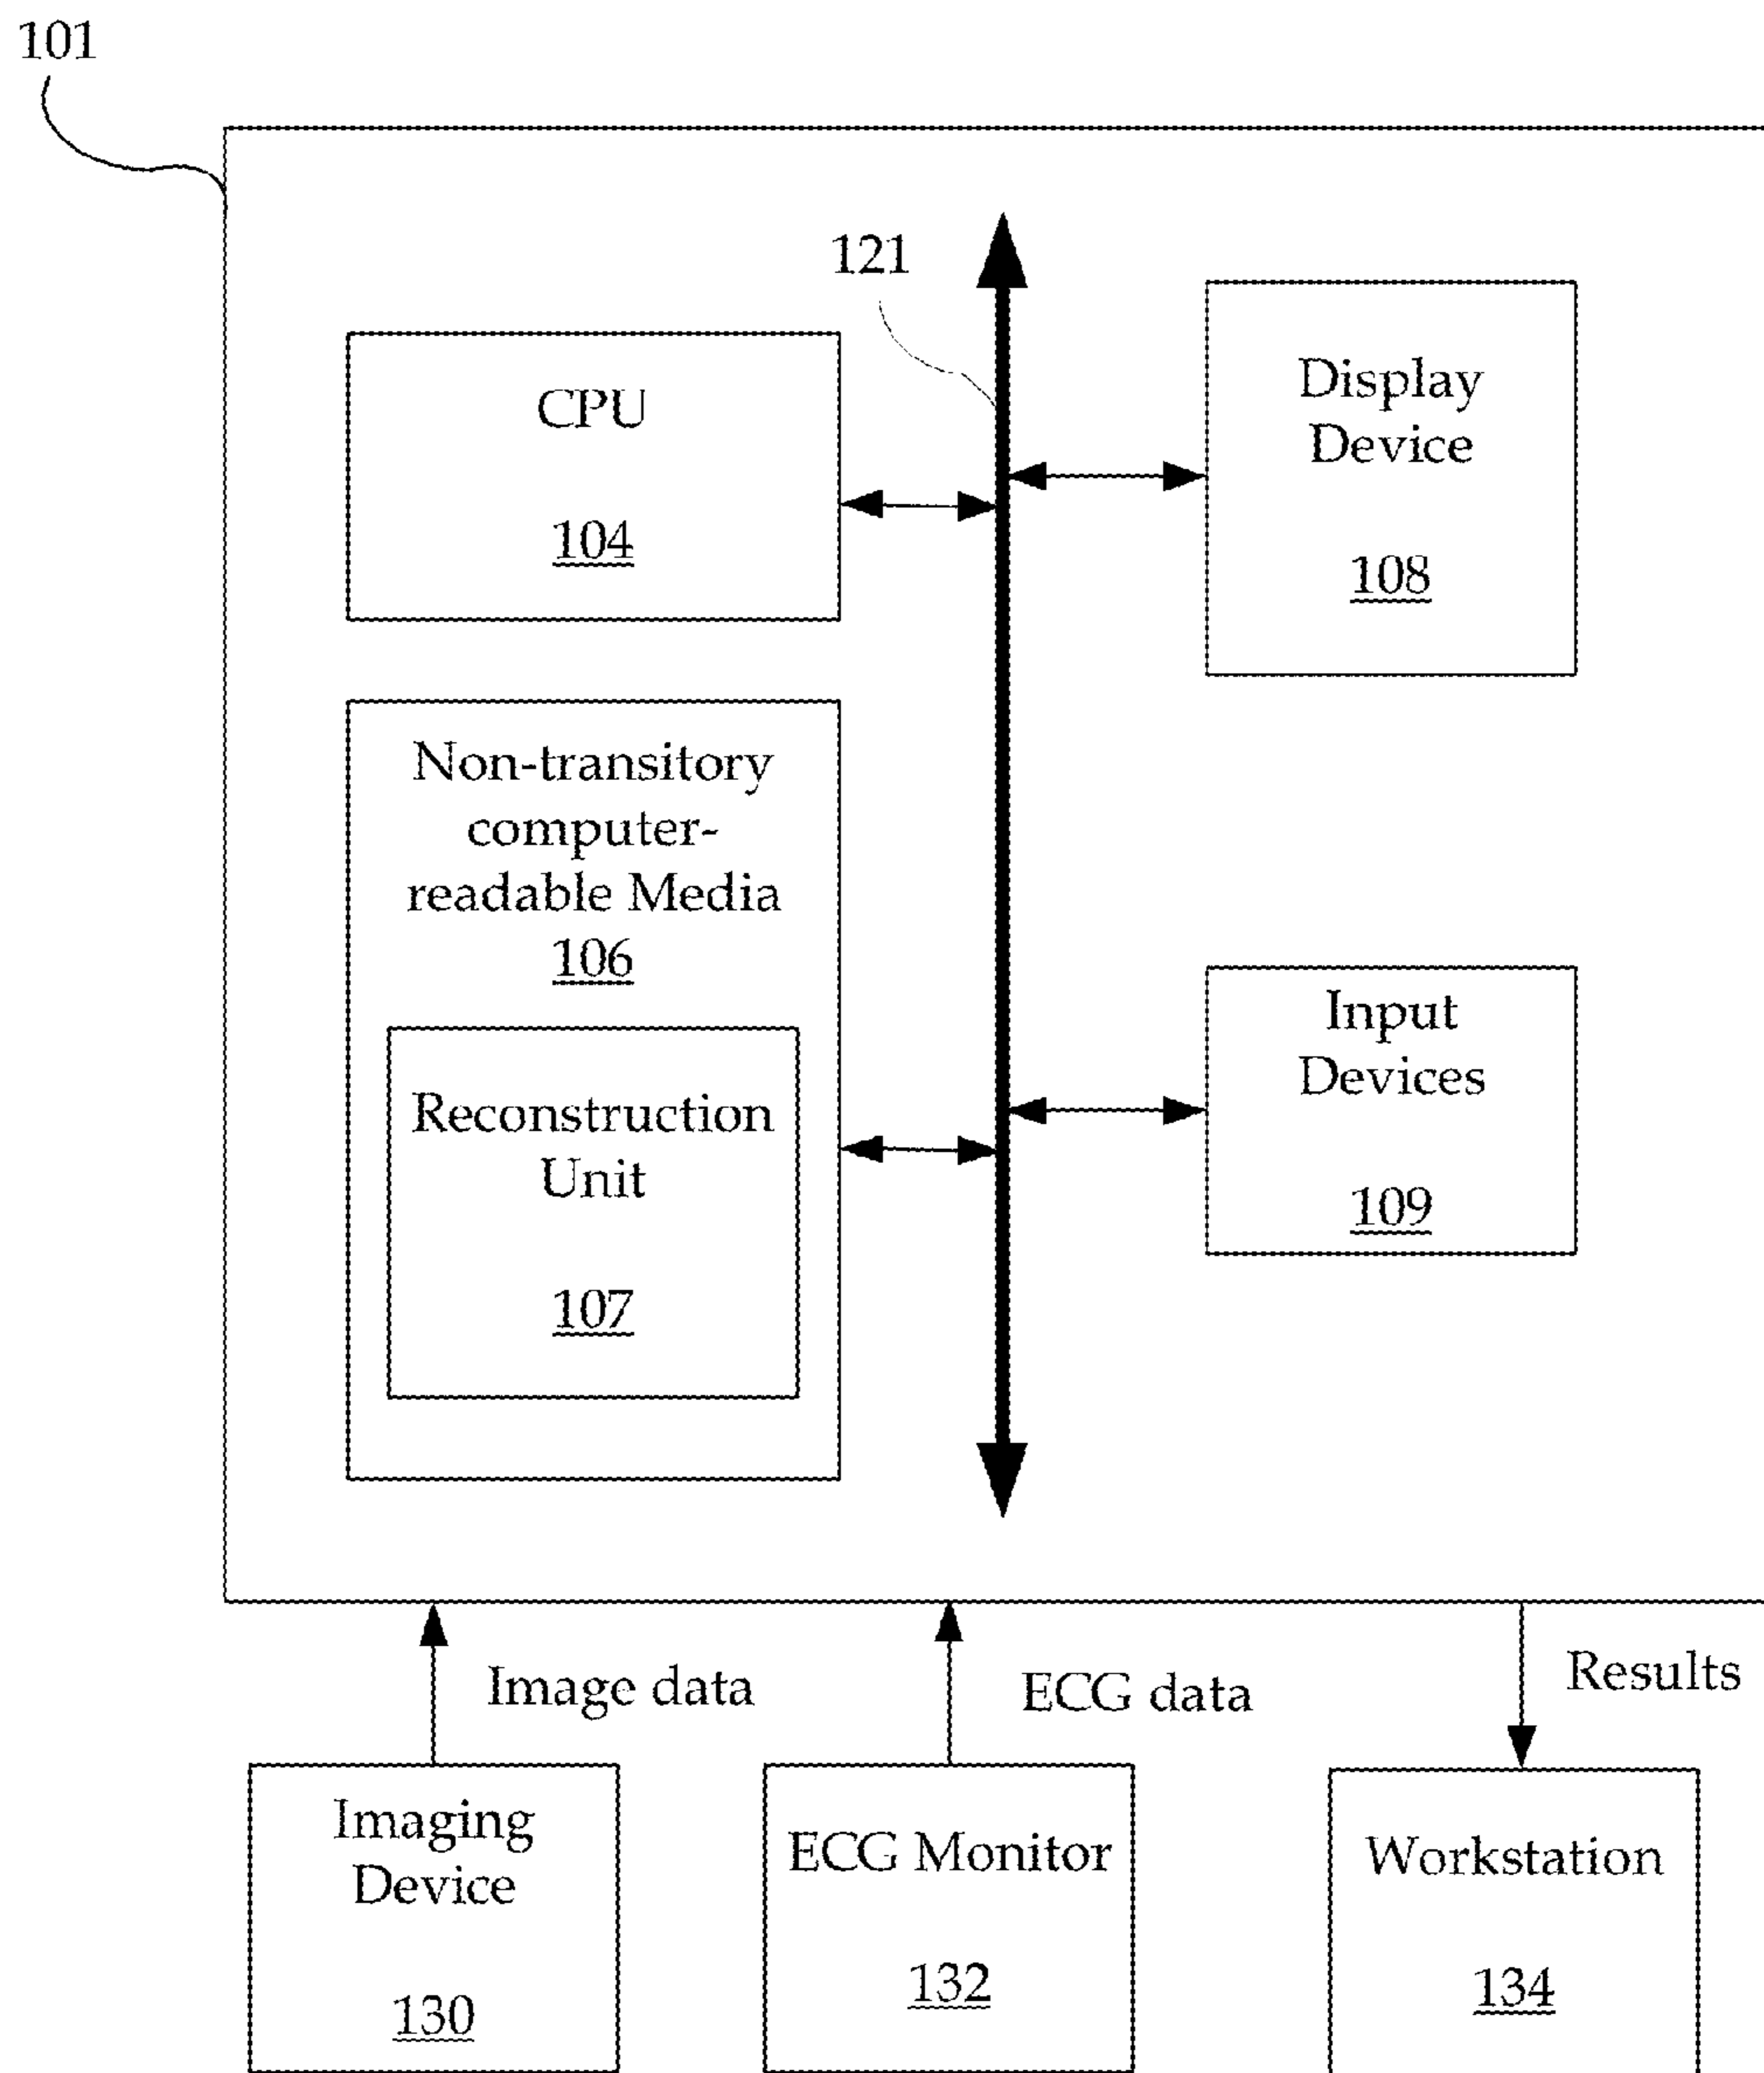 101
121
CPU
104
Display
Device
108
Non-transitory
computer-
readable Media
106
Reconstruction
Unit
107
Input
Devices
109
Image data
ECG data
Results
Imaging
Device
130
ECG Monitor
132
Workstation
134